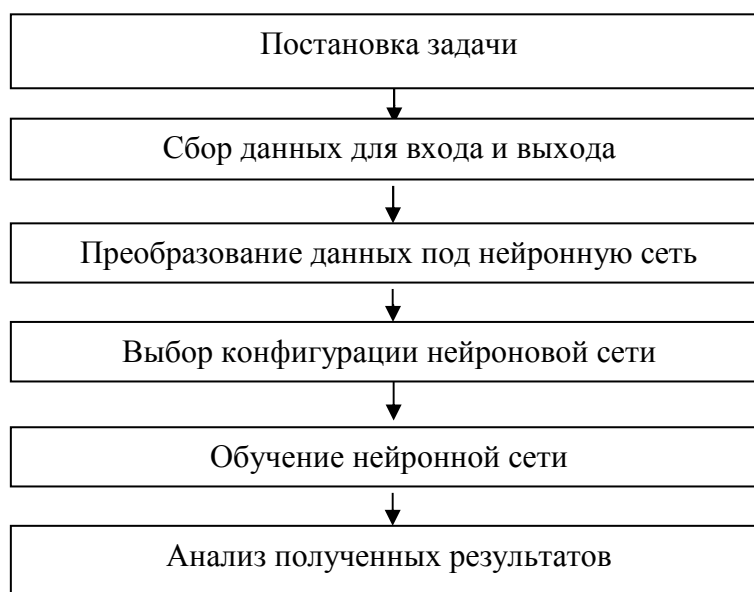 Постановка задачи
Сбор данных для входа и выхода
Преобразование данных под нейронную сеть
Выбор конфигурации нейроновой сети
Обучение нейронной сети
Анализ полученных результатов